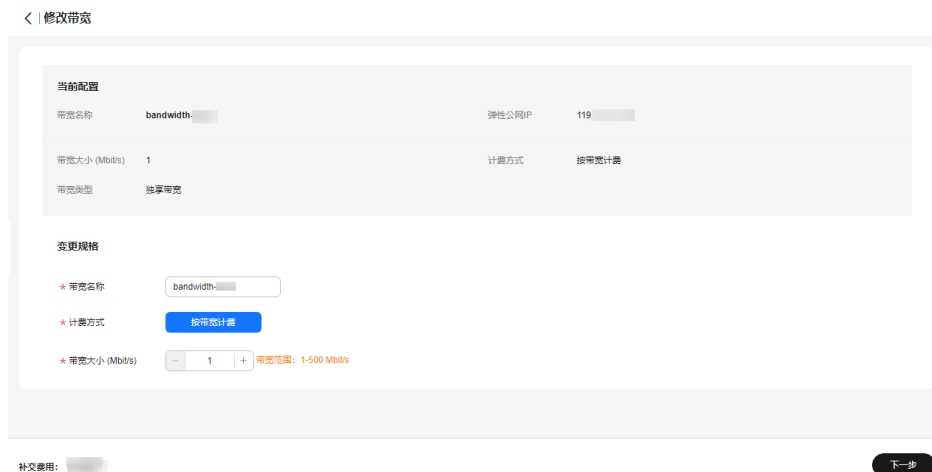 修改带宽
当前配置
带宽名称 bandwidth- 弹性公网IP 119
带宽大小 (Mbit/s) 1 计费方式 按带宽计费
带宽类型 独享带宽
变更规格
* 带宽名称 bandwidth-
* 计费方式 按带宽计费
* 带宽大小 (Mbit/s) − 1 + 带宽范围：1-500 Mbit/s
补交费用： 下一步